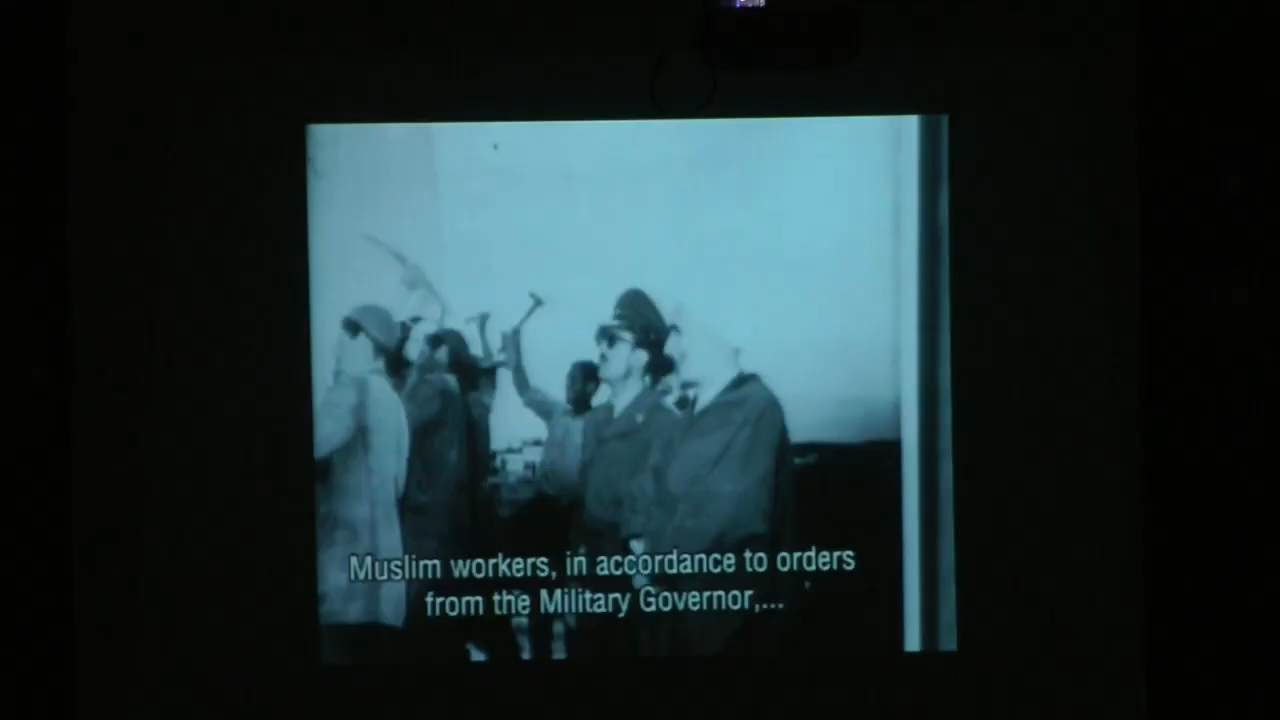 Muslim workers, in accordance to orders
from the Military Governor,...